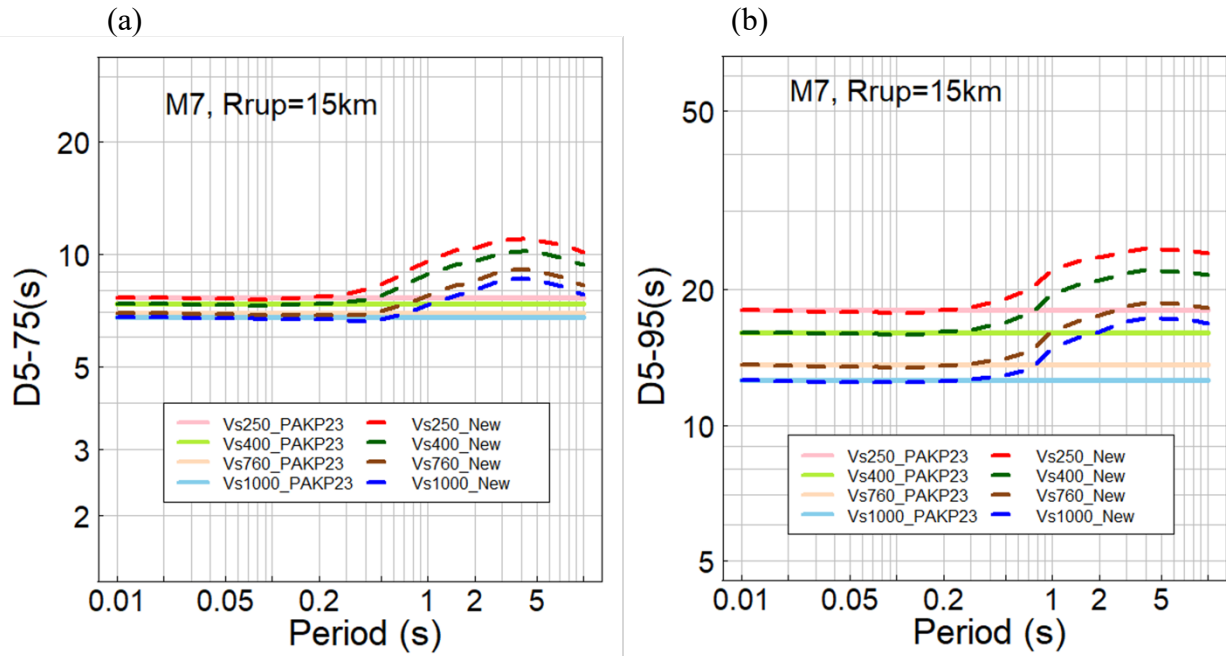 (a)
M7, Rrup=15km
20
10
5
3
2
D5-75(s)
Vs250_PAKP23 Vs250_New
Vs400_PAKP23 Vs400_New
Vs760_PAKP23 Vs760_New
Vs1000_PAKP23 Vs1000_New
0.01 0.05 0.2 1 5
Period (s)
(b)
M7, Rrup=15km
50
20
10
5
D5-95(s)
Vs250_PAKP23 Vs250_New
Vs400_PAKP23 Vs400_New
Vs760_PAKP23 Vs760_New
Vs1000_PAKP23 Vs1000_New
0.01 0.05 0.2 1 2 5
Period (s)